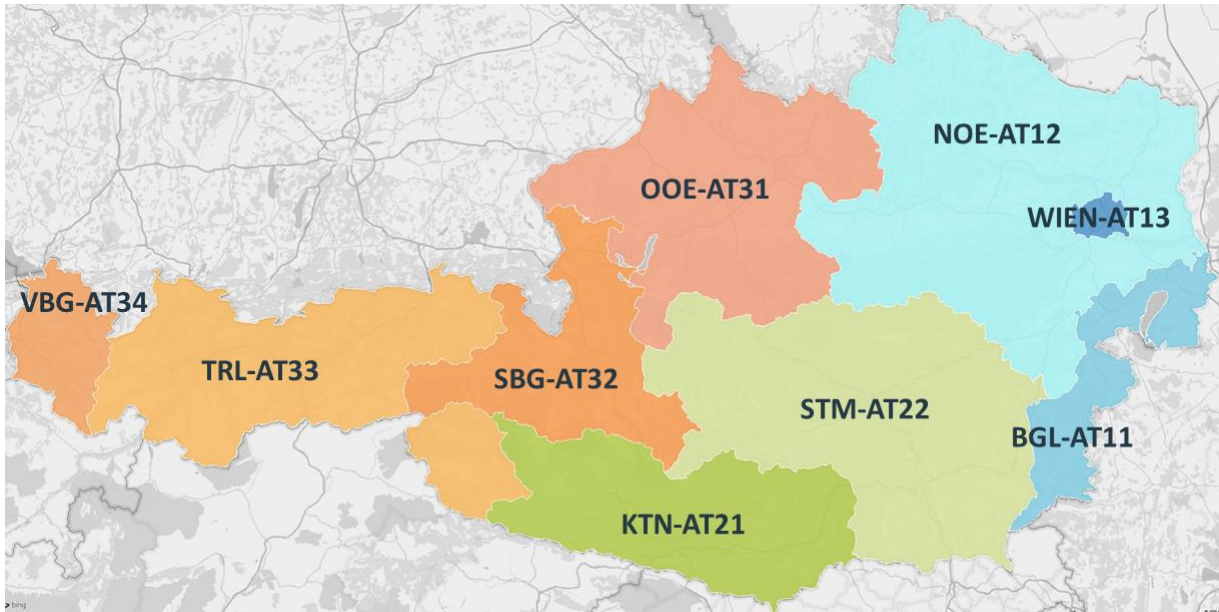 NOE-AT12
OOE-AT31
WIEN-AT13
VBG-AT34
TRL-AT33
SBG-AT32
STM-AT22
BGL-AT11
KTN-AT21
bing